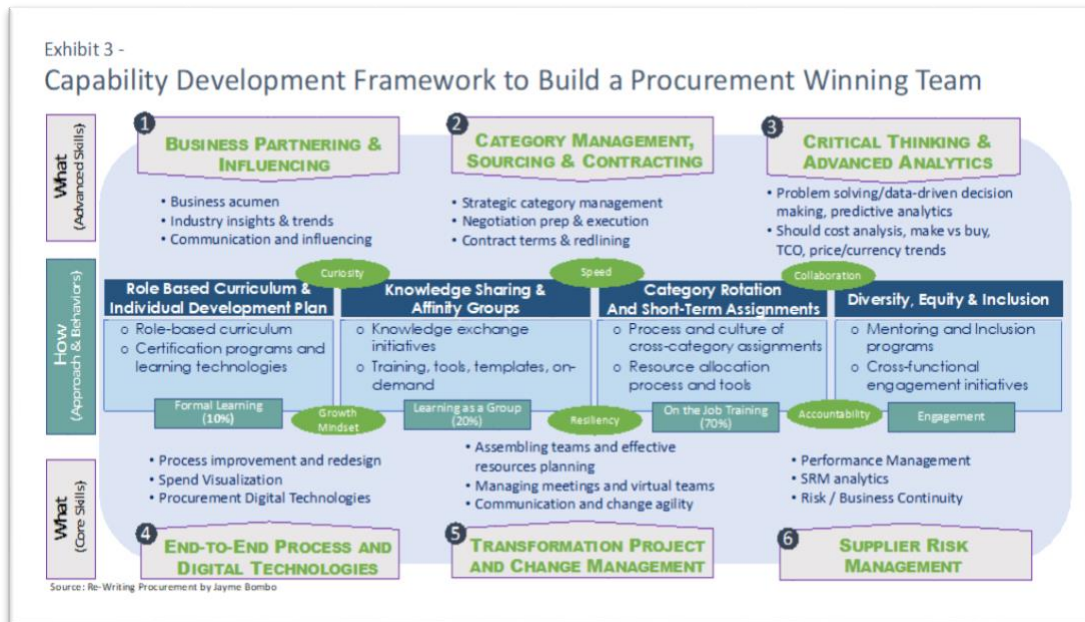 Exhibit 3 -
Capability Development Framework to Build a Procurement Winning Team
What
(Advanced Skills)
1
BUSINESS PARTNERING &
INFLUENCING
• Business acumen
• Industry insights & trends
• Communication and influencing
2
CATEGORY MANAGEMENT,
SOURCING & CONTRACTING
• Strategic category management
• Negotiation prep & execution
• Contract terms & redlining
3
CRITICAL THINKING &
ADVANCED ANALYTICS
• Problem solving/data-driven decision
making, predictive analytics
• Should cost analysis, make vs buy,
TCO, price/currency trends
Curiosity
Speed
Collaboration
How
(Approach & Behaviors)
Role Based Curriculum &
Individual Development Plan
o Role-based curriculum
o Certification programs and
learning technologies
Formal Learning
(10%)
Knowledge Sharing &
Affinity Groups
o Knowledge exchange
initiatives
o Training, tools, templates, on-
demand
Learning as a Group
(20%)
Category Rotation
And Short-Term Assignments
o Process and culture of
cross-category assignments
o Resource allocation
process and tools
On the Job Training
(70%)
Diversity, Equity & Inclusion
o Mentoring and Inclusion
programs
o Cross-functional
engagement initiatives
Engagement
Growth
Mindset
Resiliency
Accountability
What
(Core Skills)
• Process improvement and redesign
• Spend Visualization
• Procurement Digital Technologies
4
END-TO-END PROCESS AND
DIGITAL TECHNOLOGIES
• Assembling teams and effective
resources planning
• Managing meetings and virtual teams
• Communication and change agility
5
TRANSFORMATION PROJECT
AND CHANGE MANAGEMENT
• Performance Management
• SRM analytics
• Risk / Business Continuity
6
SUPPLIER RISK
MANAGEMENT
Source: Re-Writing Procurement by Jayme Bombo